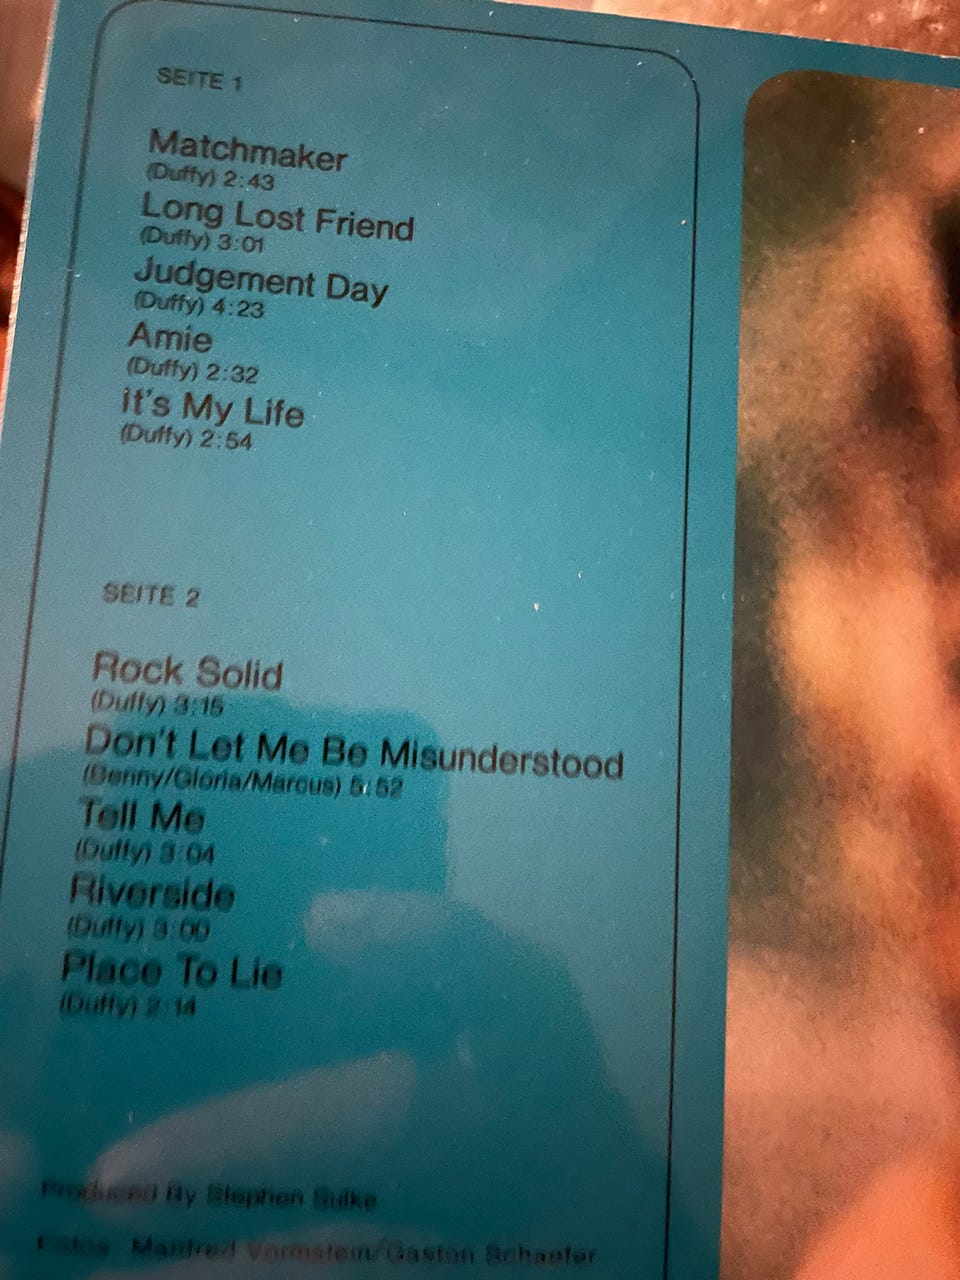 SEITE 1
Matchmaker
(Duffy) 2:43
Long Lost Friend
(Duffy) 3:01
Judgement Day
(Duffy) 4:23
Amie
(Duffy) 2:32
it's My Life
(Duffy) 2:54
SEITE 2
Rock Solid
(Duffy) 3:15
Don't Let Me Be Misunderstood
(Benny/Gloria/Marcus) 5:52
Tell Me
(Duffy) 3:04
Riverside
(Duffy) 3:00
Place To Lie
(Duffy) 2:14
Produced By Stephen Sulke
Fotos: Manfred Vormstein/Gaston Schaefer